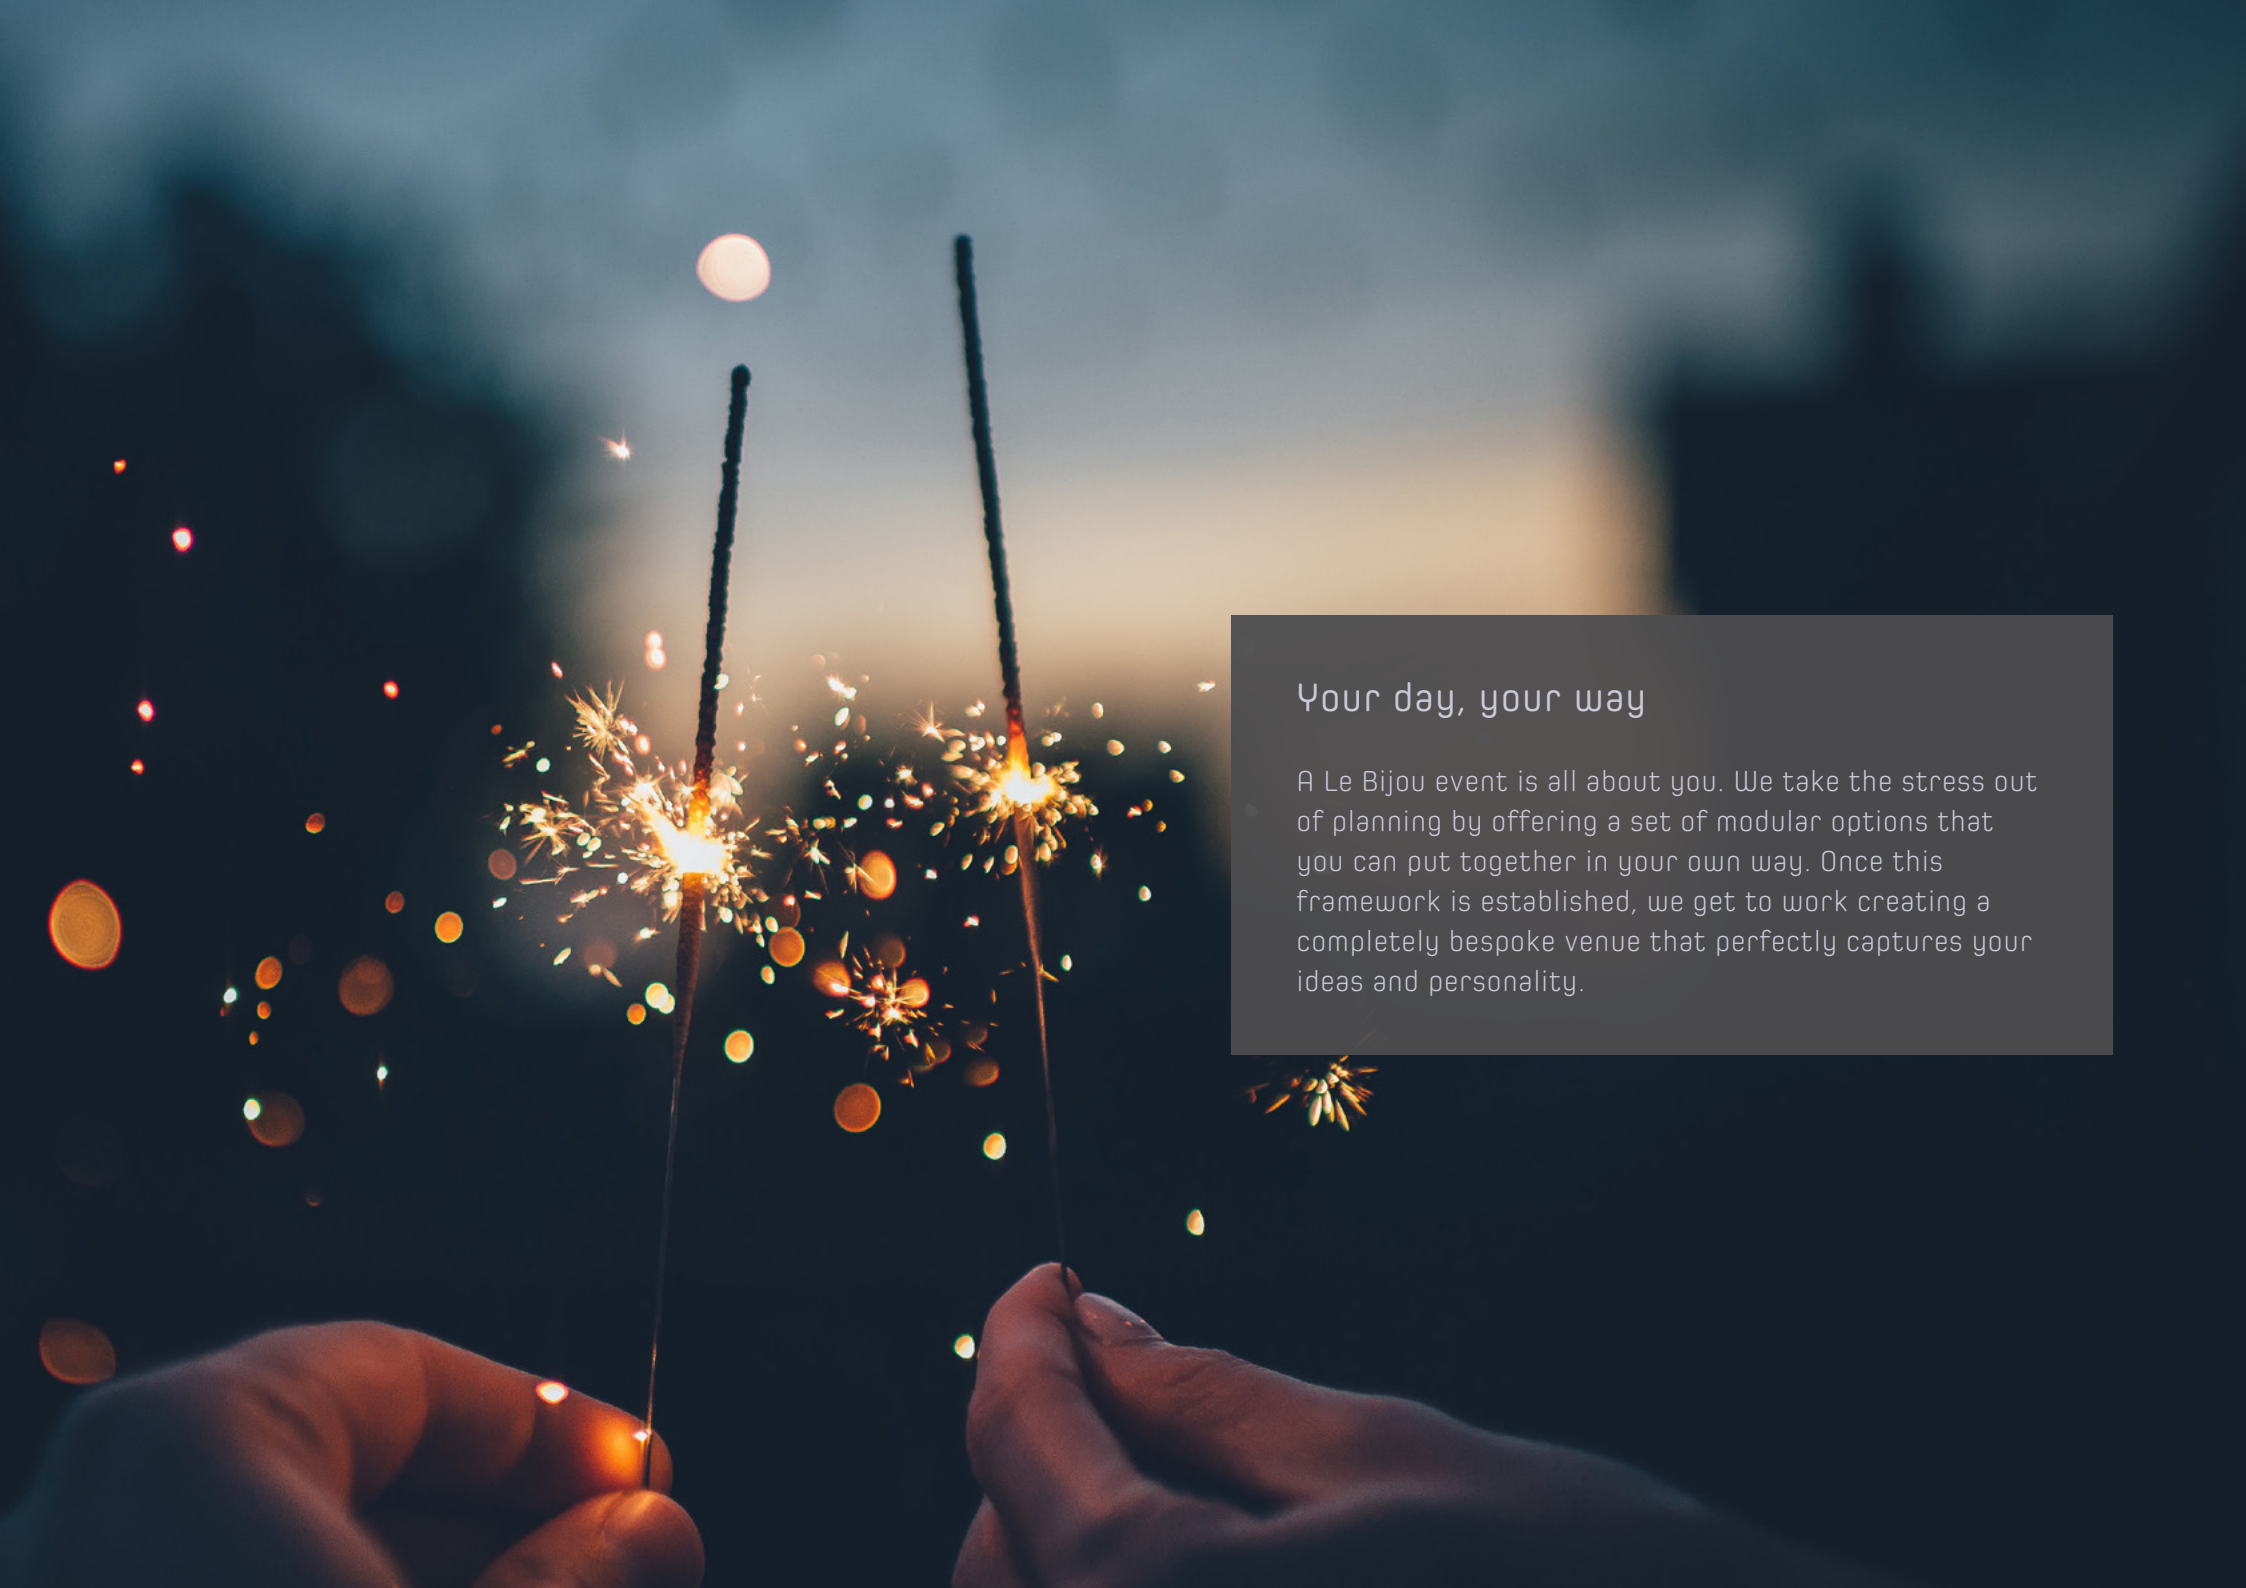 Your day, your way
A Le Bijou event is all about you. We take the stress out
of planning by offering a set of modular options that
you can put together in your own way. Once this
framework is established, we get to work creating a
completely bespoke venue that perfectly captures your
ideas and personality.